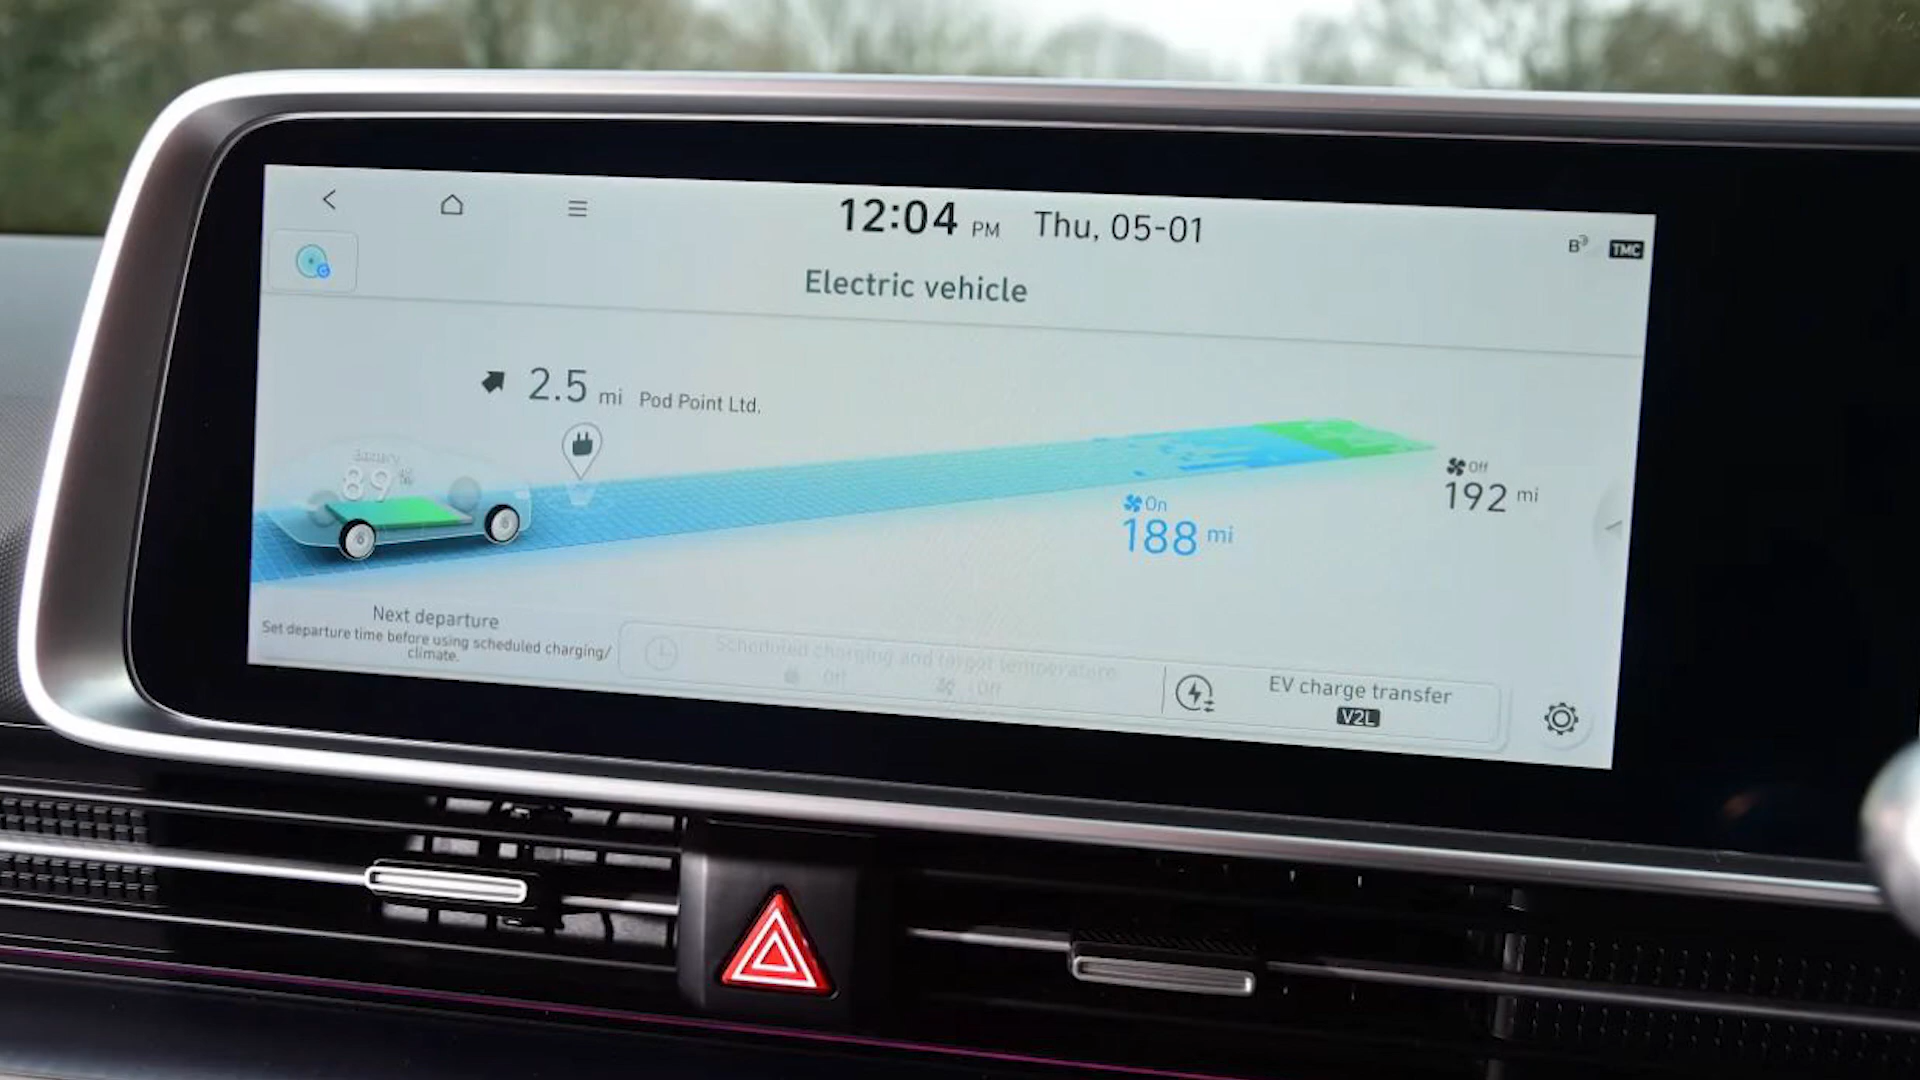 12:04 PM Thu, 05-01
B TMC
Electric vehicle
2.5 mi Pod Point Ltd.
Battery
89 %
Off
192 mi
On
188 mi
Next departure
Set departure time before using scheduled charging/
climate.
Scheduled charging and target temperature
Off Off
EV charge transfer
V2L